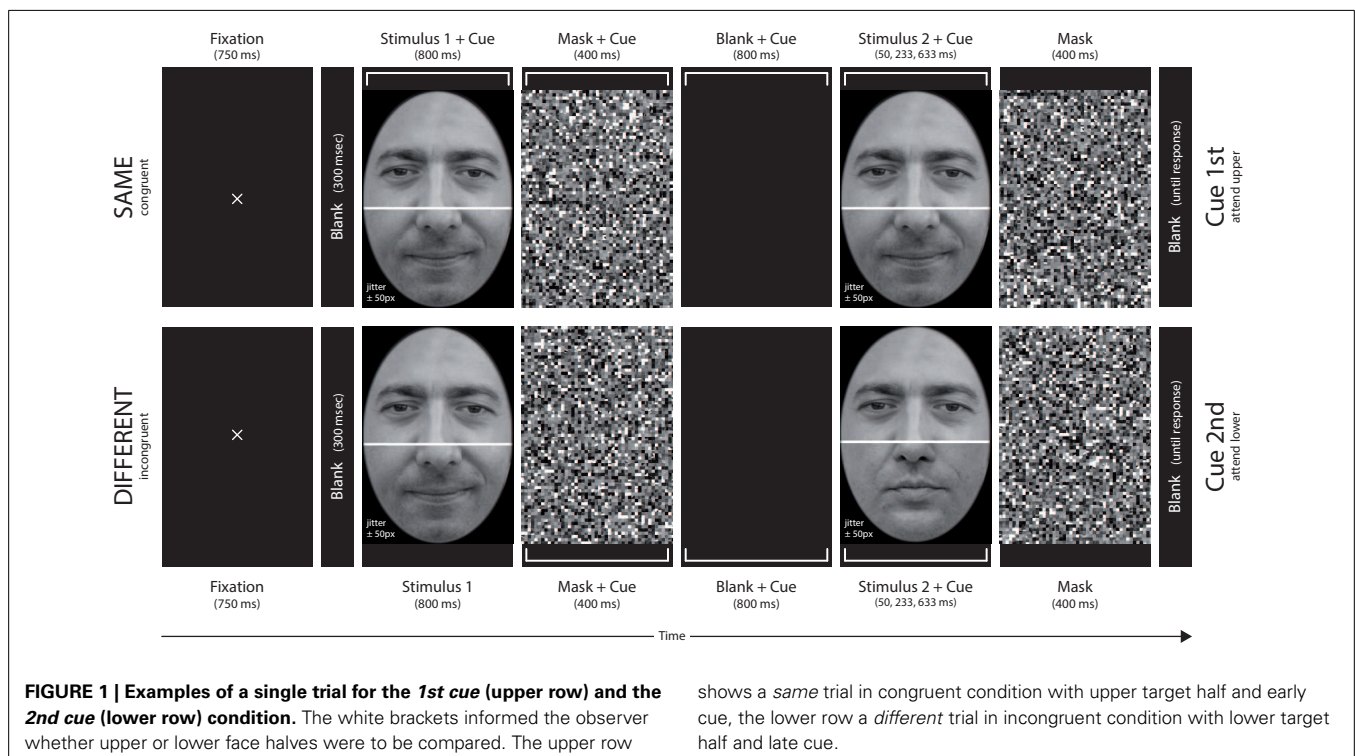 Fixation
(750 ms)
Stimulus 1 + Cue
(800 ms)
Mask + Cue
(400 ms)
Blank + Cue
(800 ms)
Stimulus 2 + Cue
(50, 233, 633 ms)
Mask
(400 ms)
SAME
congruent
Blank (300 msec)
jitter
± 50px
jitter
± 50px
Blank (until response)
Cue 1st
attend upper
DIFFERENT
incongruent
Blank (300 msec)
jitter
± 50px
jitter
± 50px
Blank (until response)
Cue 2nd
attend lower
Fixation
(750 ms)
Stimulus 1
(800 ms)
Mask + Cue
(400 ms)
Blank + Cue
(800 ms)
Stimulus 2 + Cue
(50, 233, 633 ms)
Mask
(400 ms)
Time
FIGURE 1 | Examples of a single trial for the 1st cue (upper row) and the
2nd cue (lower row) condition. The white brackets informed the observer
whether upper or lower face halves were to be compared. The upper row
shows a same trial in congruent condition with upper target half and early
cue, the lower row a different trial in incongruent condition with lower target
half and late cue.